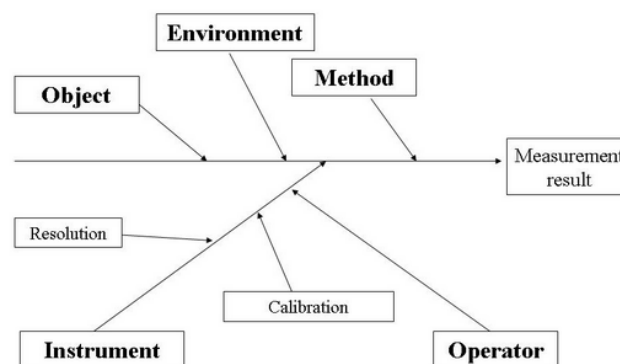 Environment
Method
Object
Measurement
result
Resolution
Calibration
Instrument
Operator